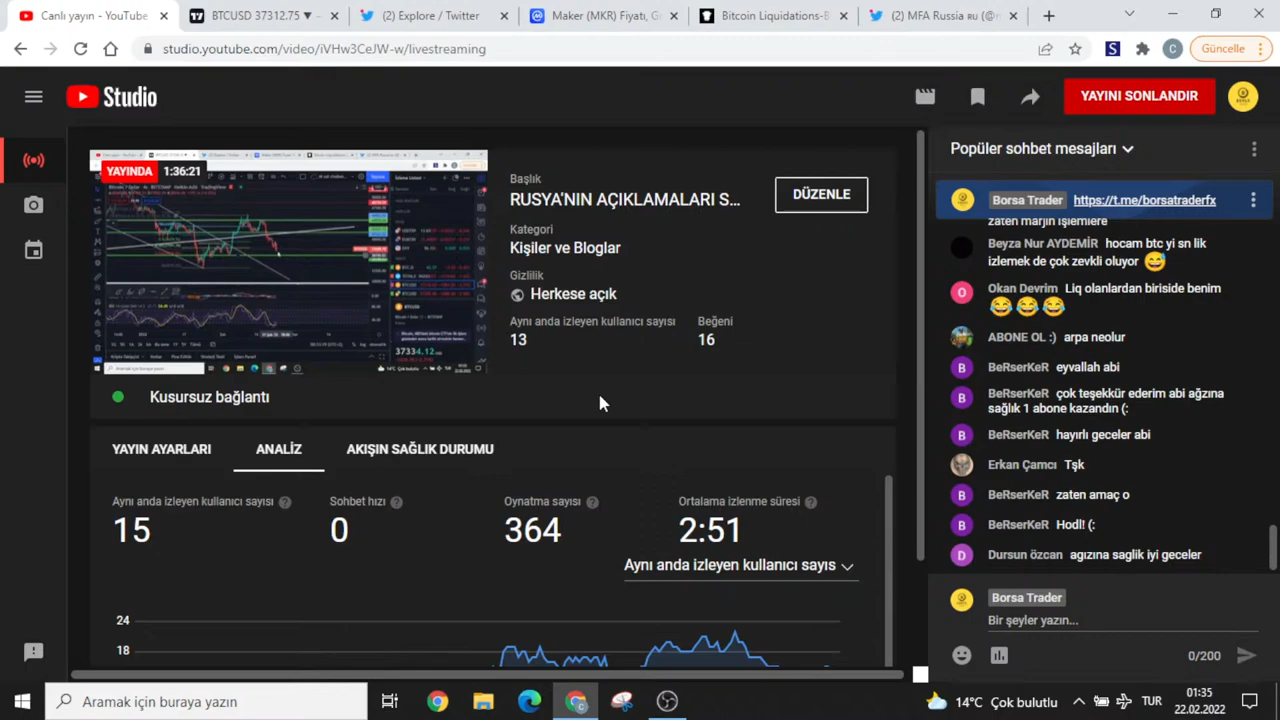 Canlı yayın - YouTube
BTCUSD 37312.75 ▼
(2) Explore / Twitter
Maker (MKR) Fiyatı, G
Bitcoin Liquidations-B
(2) MFA Russia
studio.youtube.com/video/iVHw3CeJW-w/livestreaming
S
C
Güncelle
Studio
YAYINI SONLANDIR
YAYINDA
1:36:21
Başlık
RUSYA'NIN AÇIKLAMALARI S...
DÜZENLE
Kategori
Kişiler ve Bloglar
Gizlilik
Herkese açık
Aynı anda izleyen kullanıcı sayısı
Beğeni
13
16
Kusursuz bağlantı
YAYIN AYARLARI
ANALİZ
AKIŞIN SAĞLIK DURUMU
Aynı anda izleyen kullanıcı sayısı
Sohbet hızı
Oynatma sayısı
Ortalama izlenme süresi
15
0
364
2:51
Aynı anda izleyen kullanıcı sayıs
24
18
Popüler sohbet mesajları
Borsa Trader https://t.me/borsatraderfx
zaten marjin işlemlere
Beyza Nur AYDEMİR hocam btc yi sn lik
izlemek de çok zevkli oluyor 😅
Okan Devrim Liq olanlardan biriside benim
😂😂😂
ABONE OL :) arpa neolur
BeRserKeR eyvallah abi
BeRserKeR çok teşekkür ederim abi ağzına
sağlık 1 abone kazandın (:
BeRserKeR hayırlı geceler abi
Erkan Çamcı Tşk
BeRserKeR zaten amaç o
BeRserKeR Hodl! (:
Dursun özcan agızına saglik iyi geceler
Borsa Trader
Bir şeyler yazın...
0/200
Aramak için buraya yazın
14°C Çok bulutlu
TUR
01:35
22.02.2022